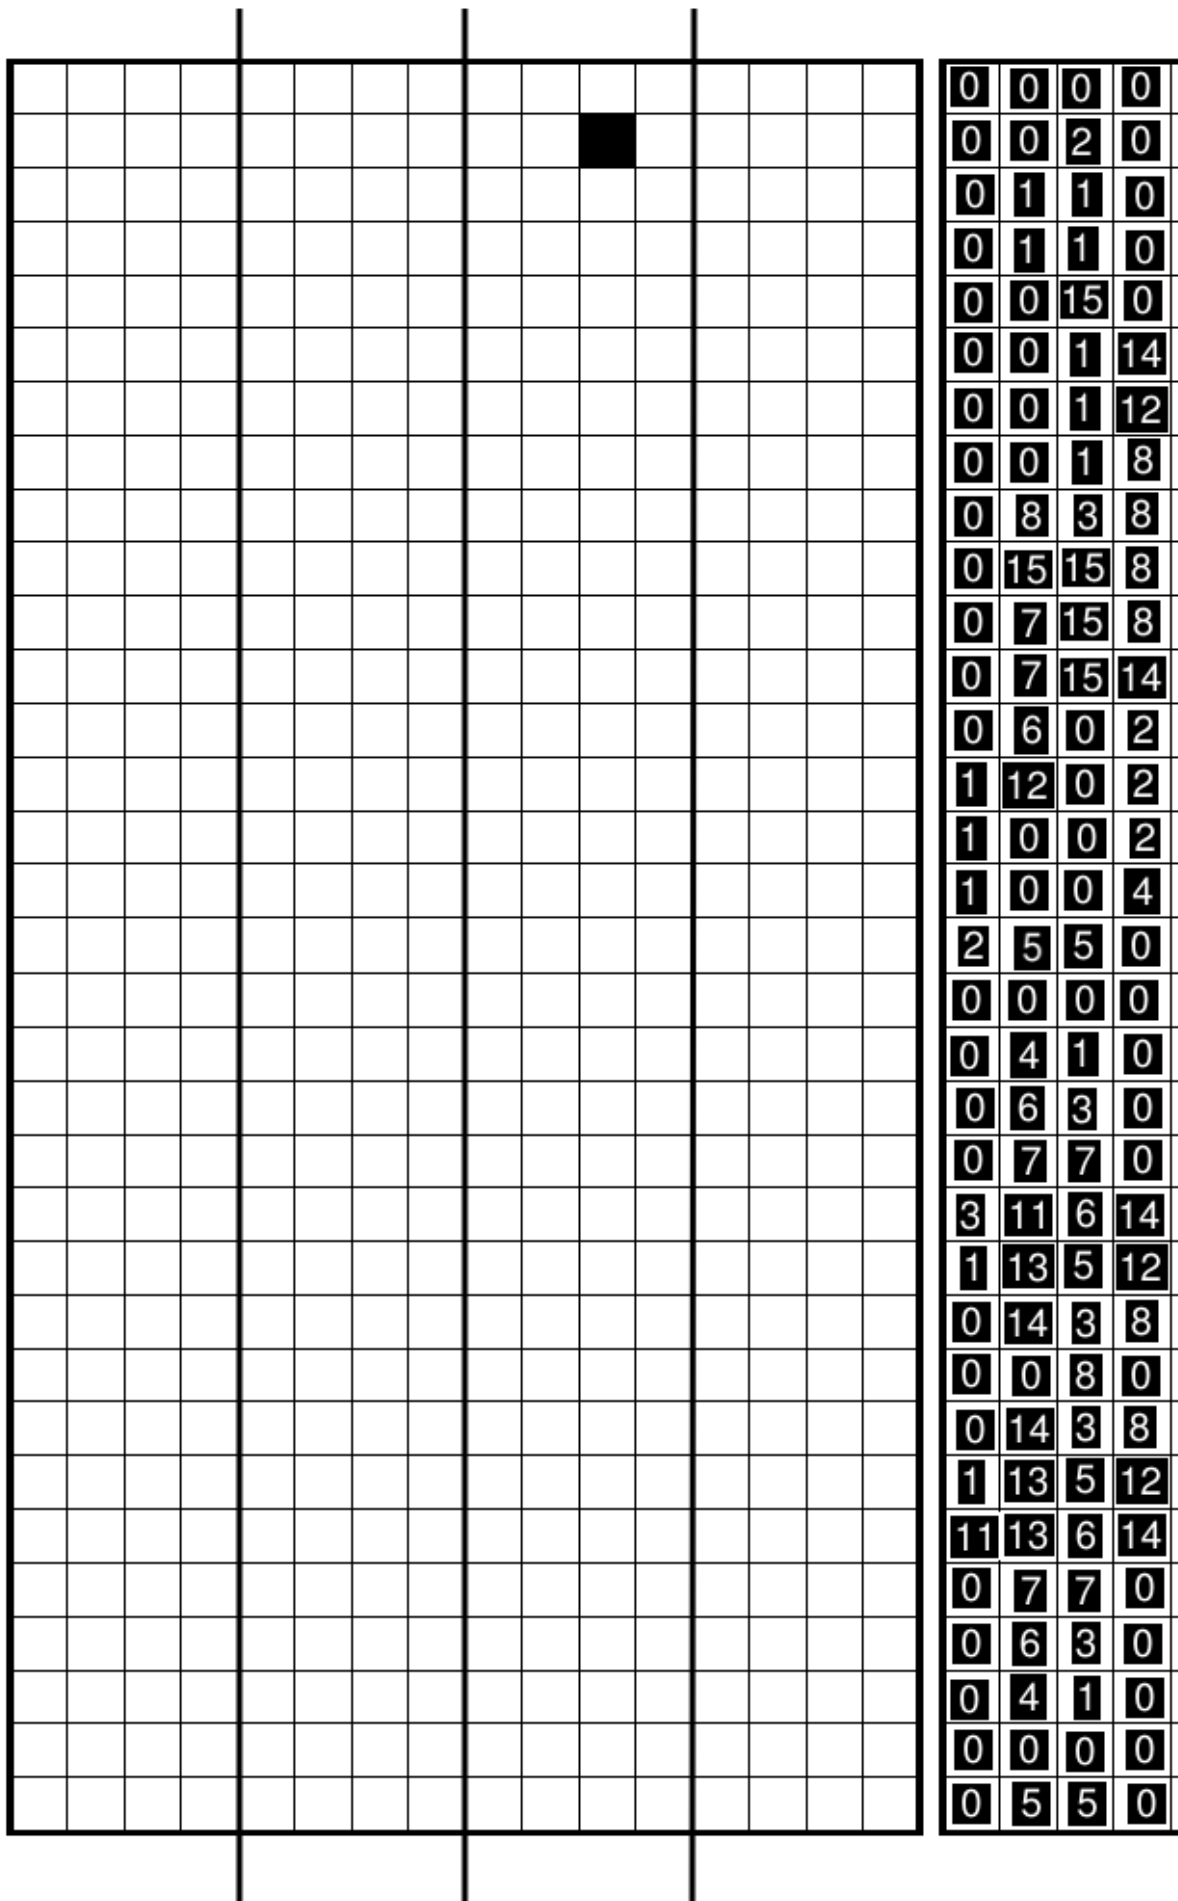 0 0 0 0
0 0 2 0
0 1 1 0
0 1 1 0
0 0 15 0
0 0 1 14
0 0 1 12
0 0 1 8
0 8 3 8
0 15 15 8
0 7 15 8
0 7 15 14
0 6 0 2
1 12 0 2
1 0 0 2
1 0 0 4
2 5 5 0
0 0 0 0
0 4 1 0
0 6 3 0
0 7 7 0
3 11 6 14
1 13 5 12
0 14 3 8
0 0 8 0
0 14 3 8
1 13 5 12
11 13 6 14
0 7 7 0
0 6 3 0
0 4 1 0
0 0 0 0
0 5 5 0